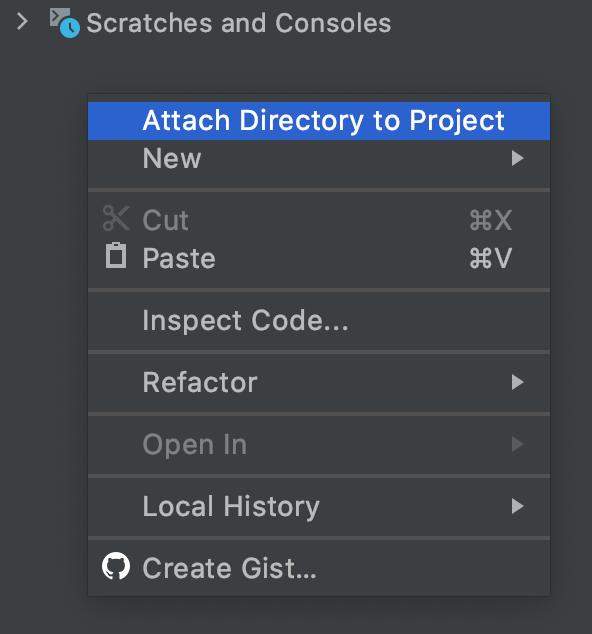 Scratches and Consoles
Attach Directory to Project
New
Cut ⌘X
Paste ⌘V
Inspect Code...
Refactor
Open In
Local History
Create Gist...